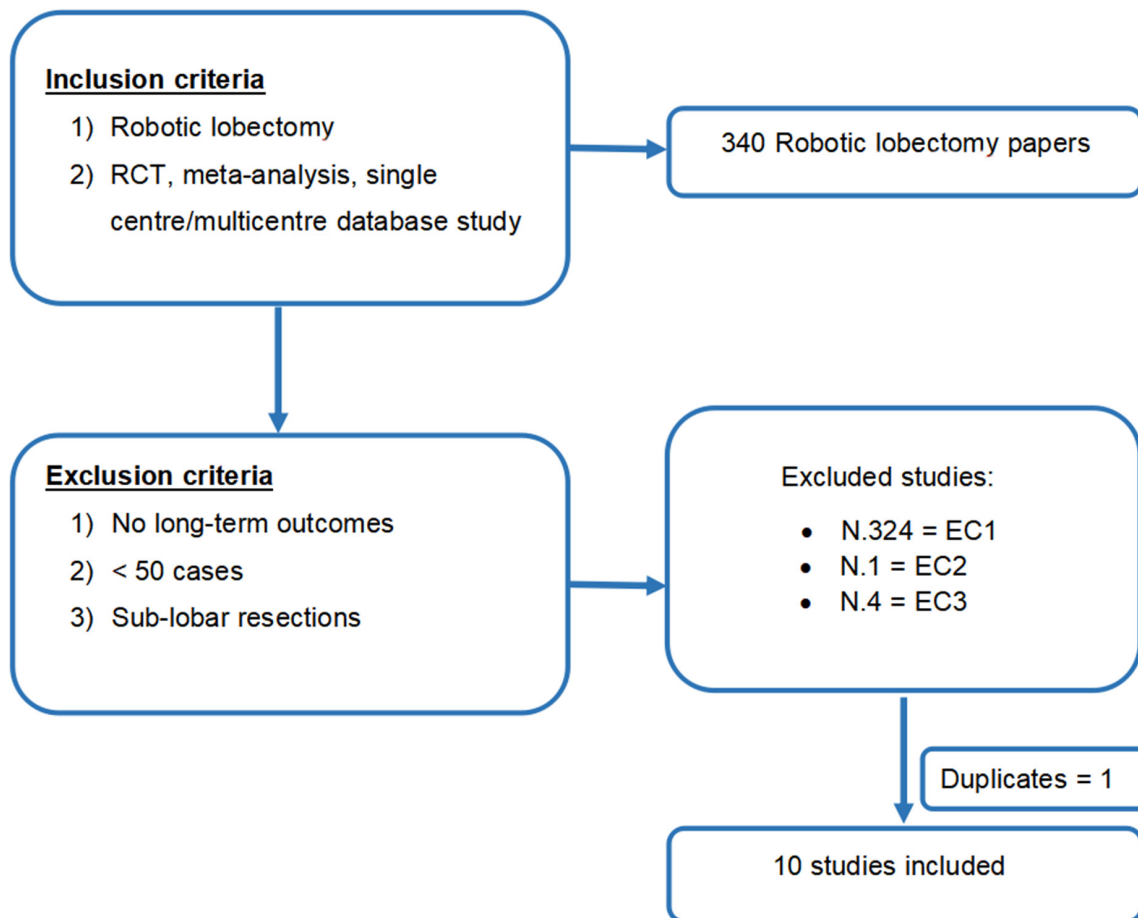 Inclusion criteria
1) Robotic lobectomy
2) RCT, meta-analysis, single
centre/multicentre database study
340 Robotic lobectomy papers
Exclusion criteria
1) No long-term outcomes
2) < 50 cases
3) Sub-lobar resections
Excluded studies:
• N.324 = EC1
• N.1 = EC2
• N.4 = EC3
Duplicates = 1
10 studies included